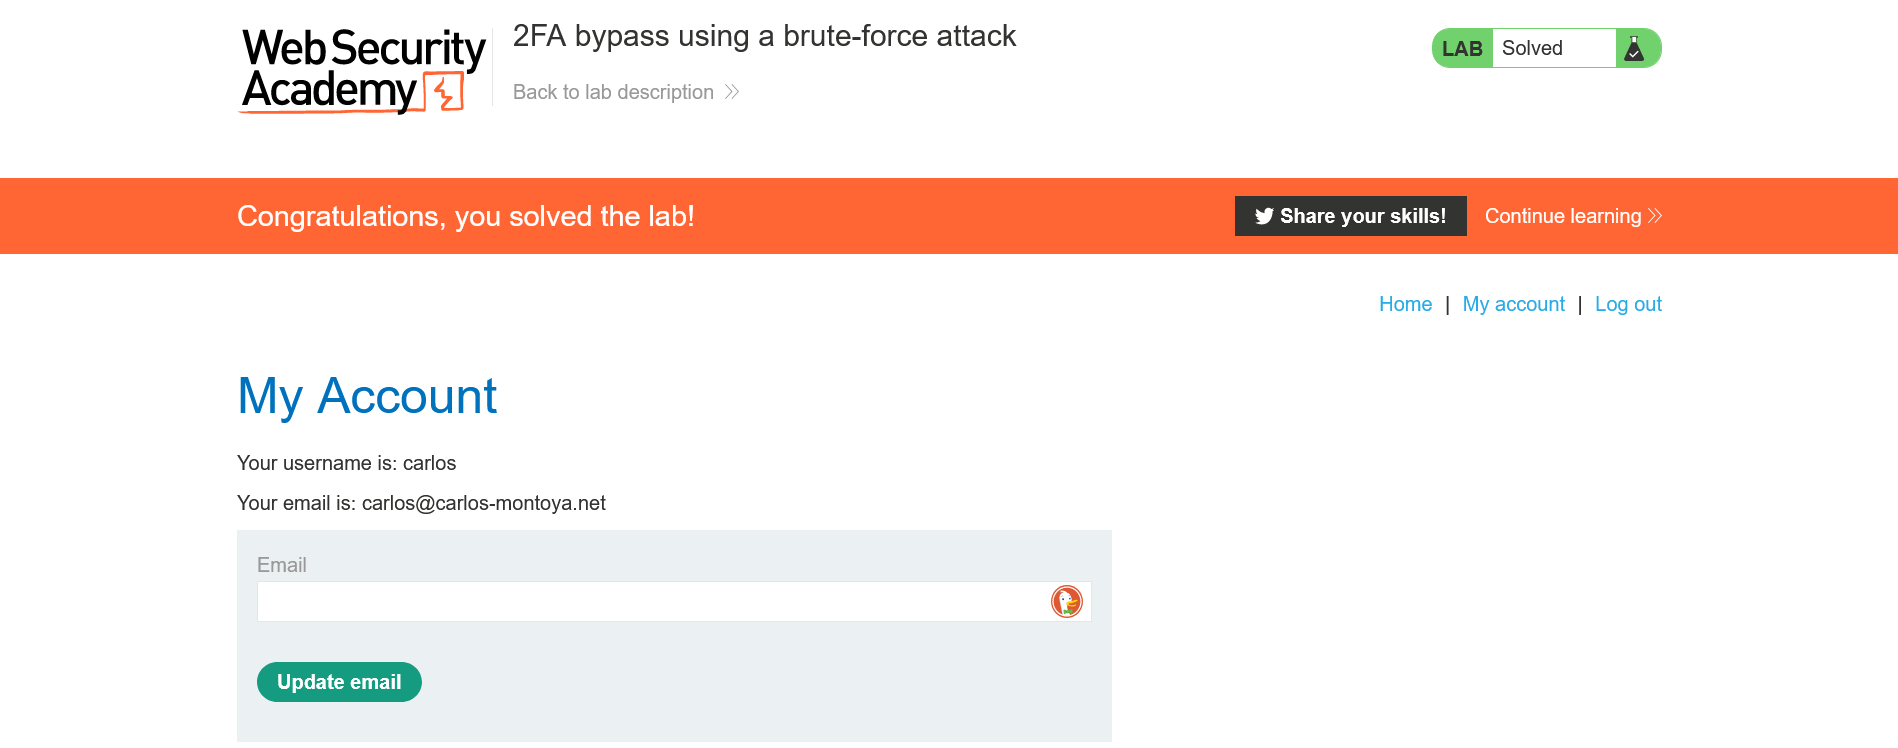 Web Security
Academy
2FA bypass using a brute-force attack
Back to lab description
LAB Solved
Congratulations, you solved the lab!
Share your skills!
Continue learning
Home | My account | Log out
My Account
Your username is: carlos
Your email is: carlos@carlos-montoya.net
Email
Update email